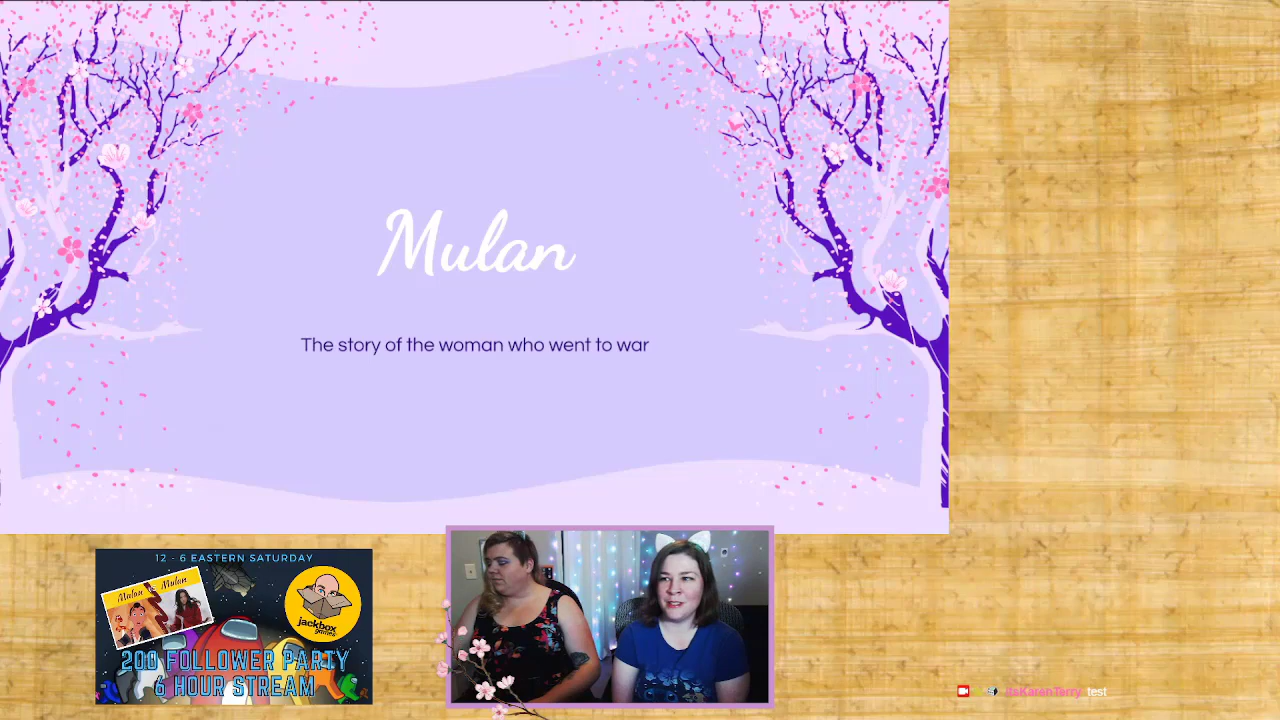 Mulan
The story of the woman who went to war
12 - 6 EASTERN SATURDAY
Mulan
Mulan
jackbox
games
200 FOLLOWER PARTY
6 HOUR STREAM
itsKarenTerry test